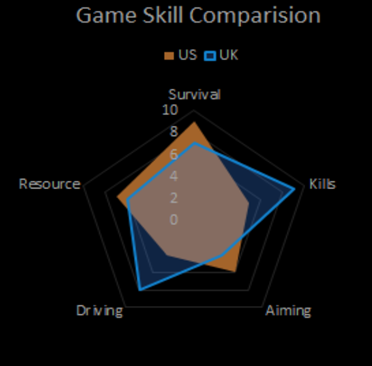 Game Skill Comparision
US UK
Survival
10
8
6
4
2
0
Resource Kills
Driving Aiming